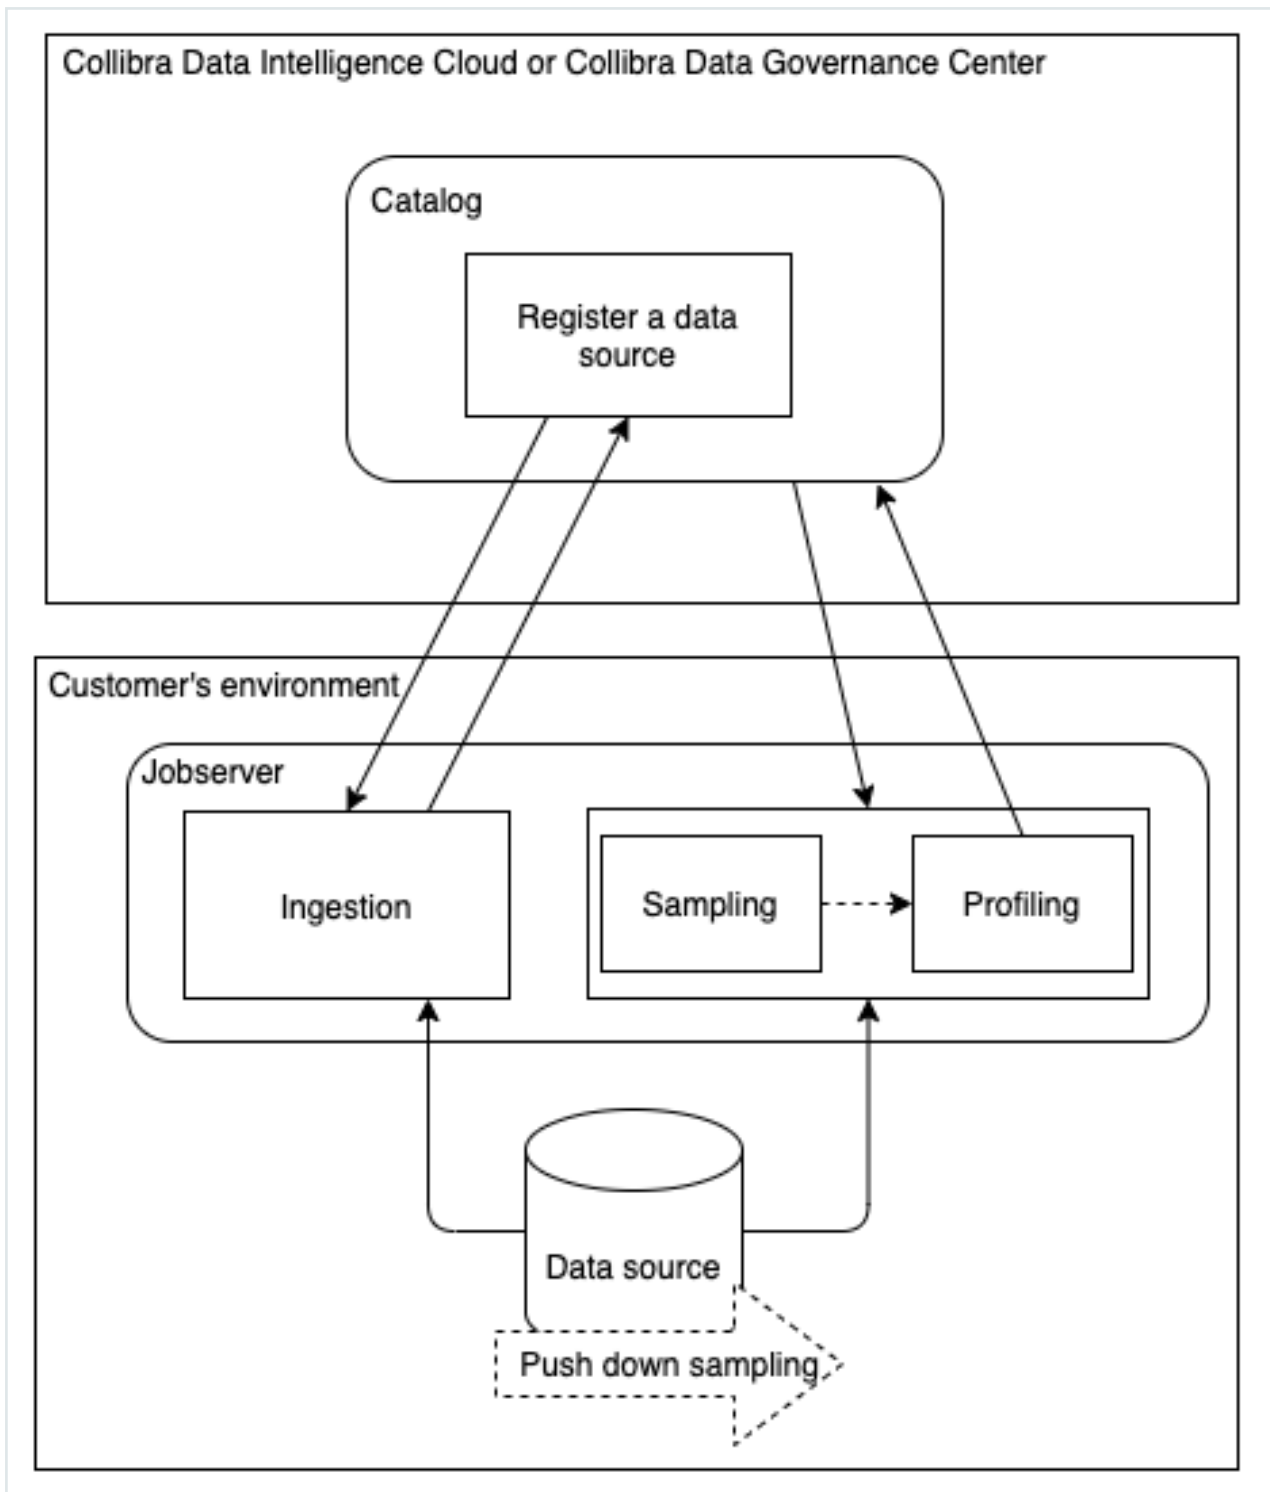 Collibra Data Intelligence Cloud or Collibra Data Governance Center
Catalog
Register a data
source
Customer's environment
Jobserver
Ingestion
Sampling
Profiling
Data source
Push down sampling